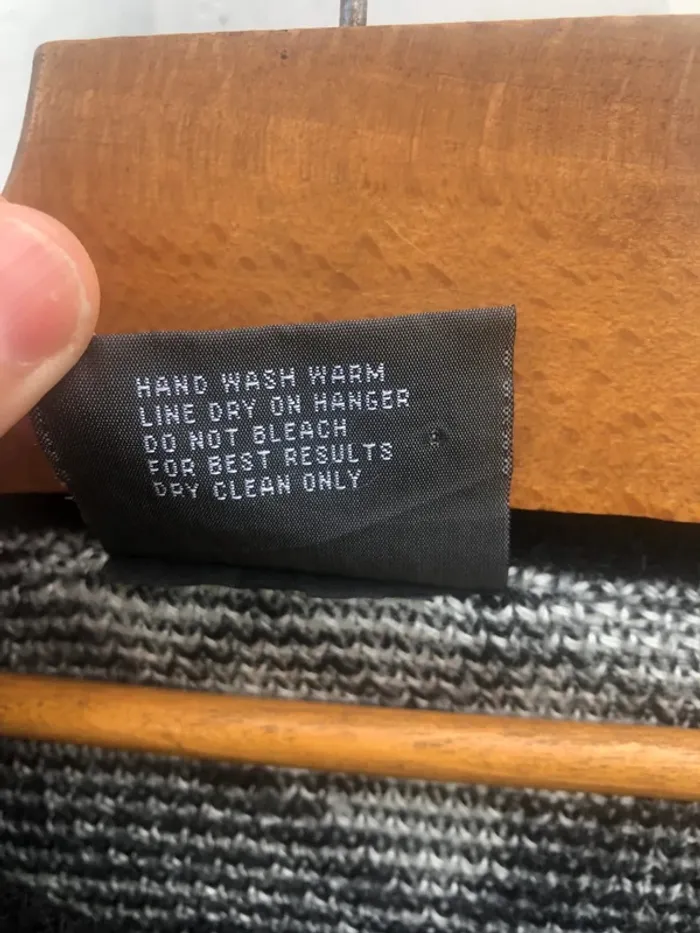 HAND WASH WARM
LINE DRY ON HANGER
DO NOT BLEACH
FOR BEST RESULTS
DRY CLEAN ONLY